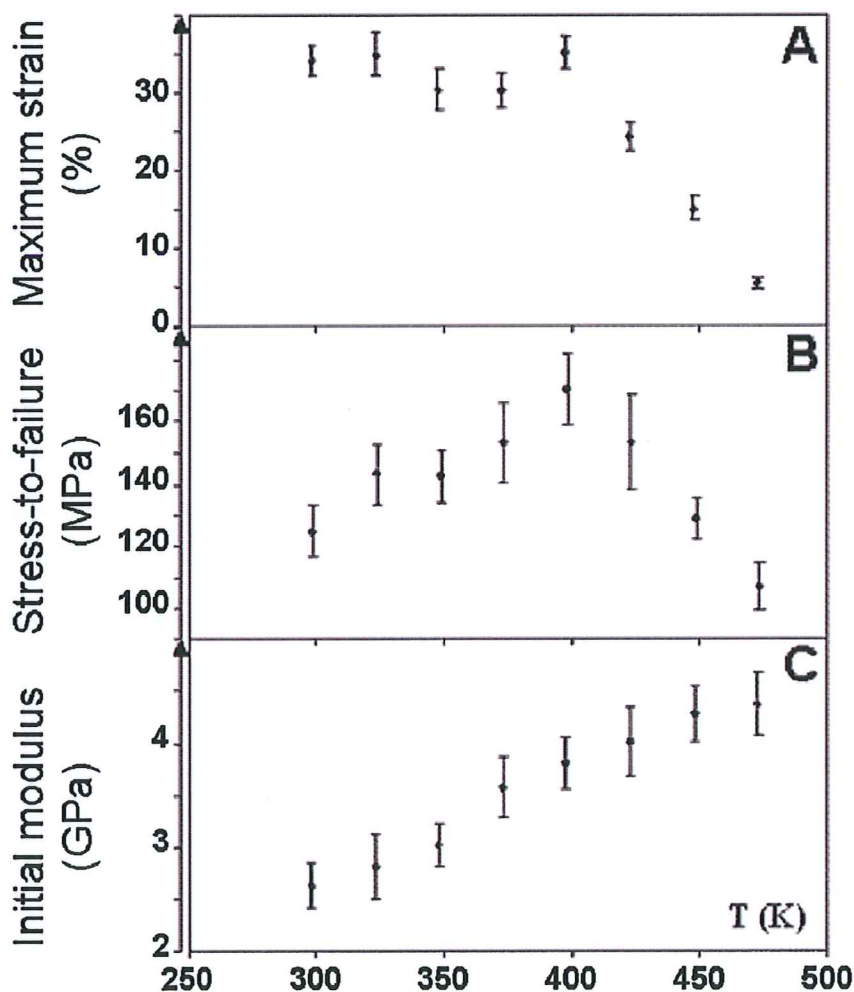 Maximum strain
(%)
A
30
20
10
0
Stress-to-failure
(MPa)
B
160
140
120
100
Initial modulus
(GPa)
C
4
3
2
T (K)
250 300 350 400 450 500